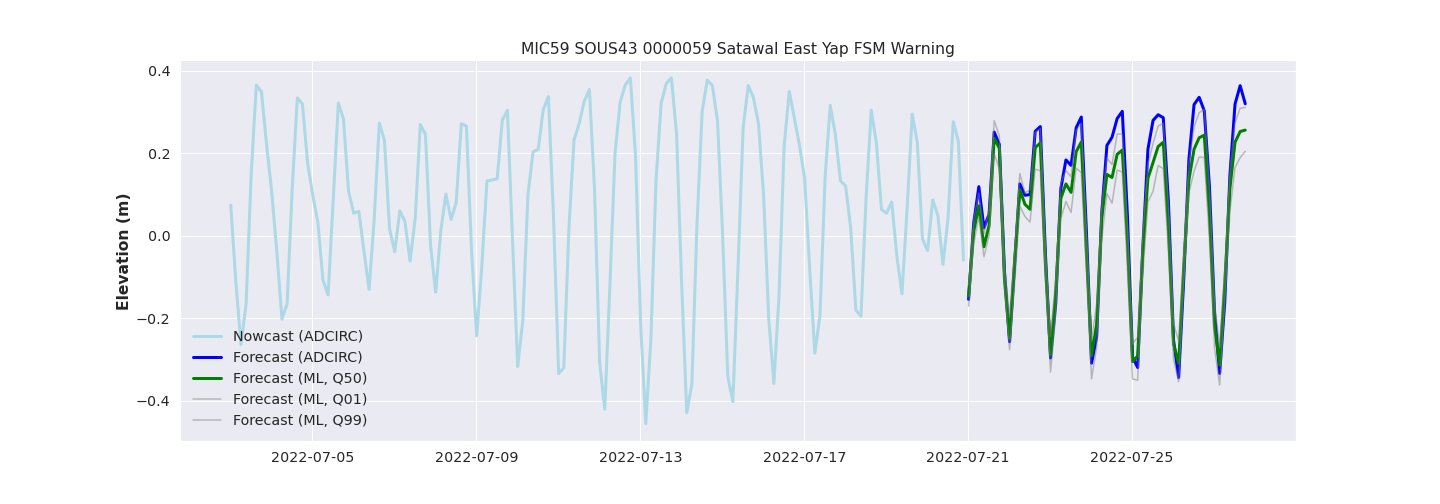 MIC59 SOUS43 0000059 Satawal East Yap FSM Warning
Elevation (m)
0.4
0.2
0.0
−0.2
−0.4
Nowcast (ADCIRC)
Forecast (ADCIRC)
Forecast (ML, Q50)
Forecast (ML, Q01)
Forecast (ML, Q99)
2022-07-05 2022-07-09 2022-07-13 2022-07-17 2022-07-21 2022-07-25